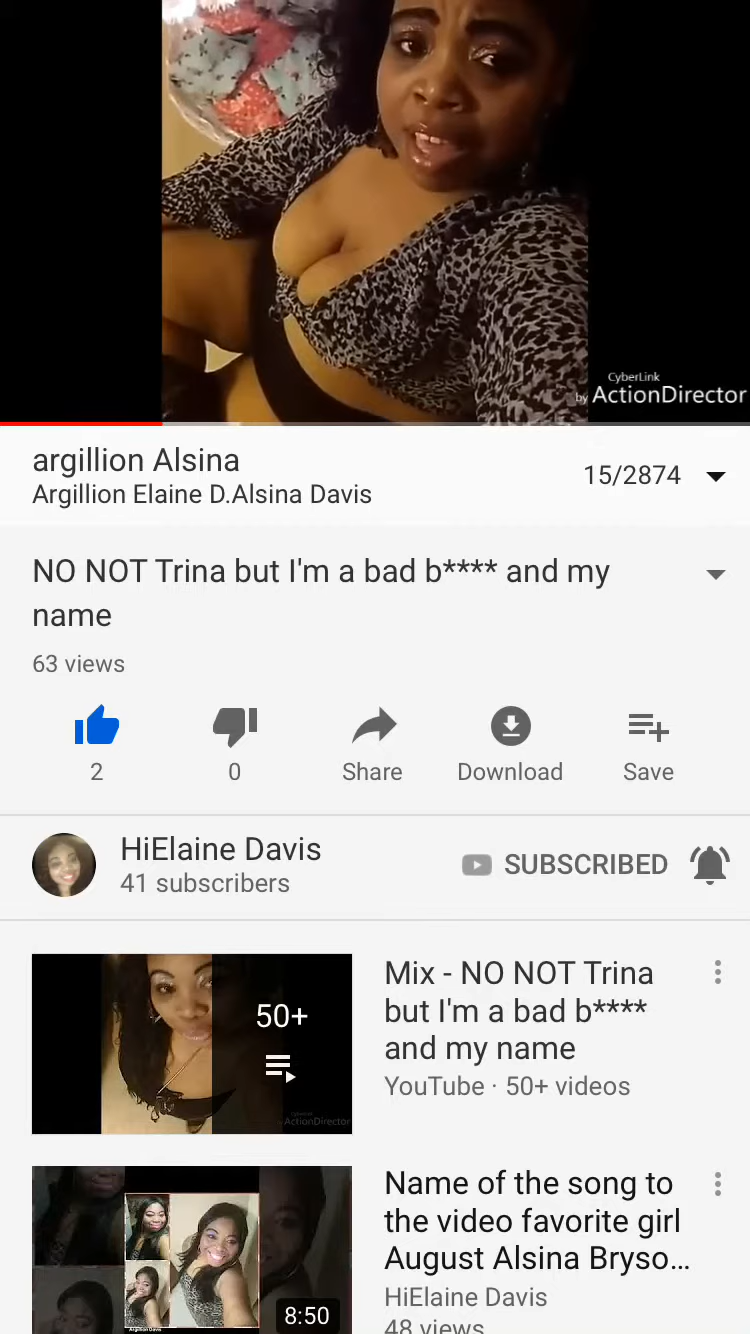 CyberLink
by ActionDirector
argillion Alsina
15/2874
Argillion Elaine D.Alsina Davis
NO NOT Trina but I'm a bad b**** and my
name
63 views
2
0
Share
Download
Save
HiElaine Davis
SUBSCRIBED
41 subscribers
50+
ActionDirector
Mix - NO NOT Trina
but I'm a bad b****
and my name
YouTube · 50+ videos
8:50
Name of the song to
the video favorite girl
August Alsina Bryso...
HiElaine Davis
48 views